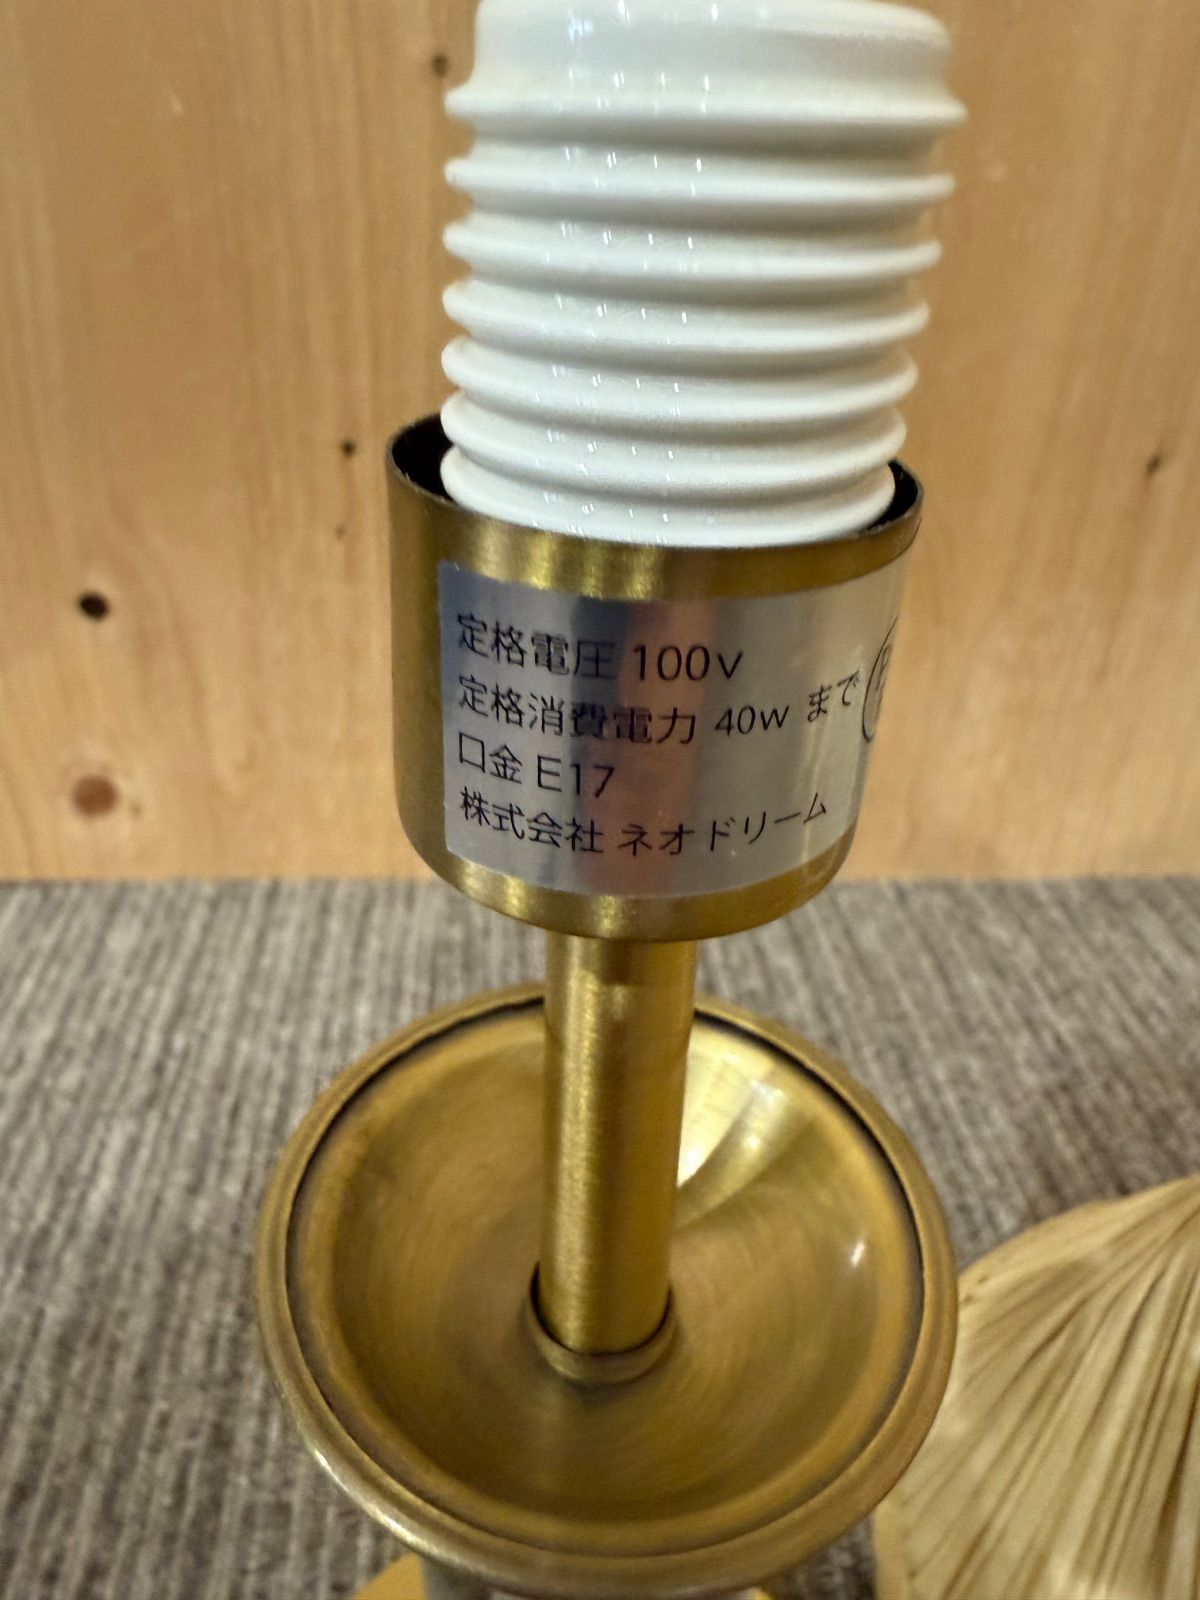 定格電圧 100v
定格消費電力 40w まで
口金 E17
株式会社 ネオドリーム